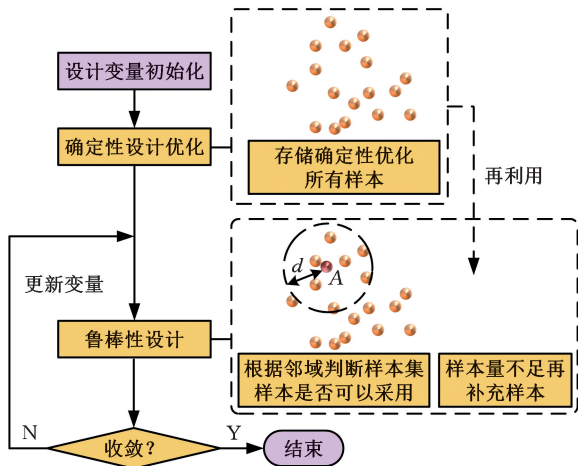 设计变量初始化
确定性设计优化
存储确定性优化
所有样本
再利用
更新变量
d
A
鲁棒性设计
根据邻域判断样本集
样本是否可以采用
样本量不足再
补充样本
N
收敛?
Y
结束